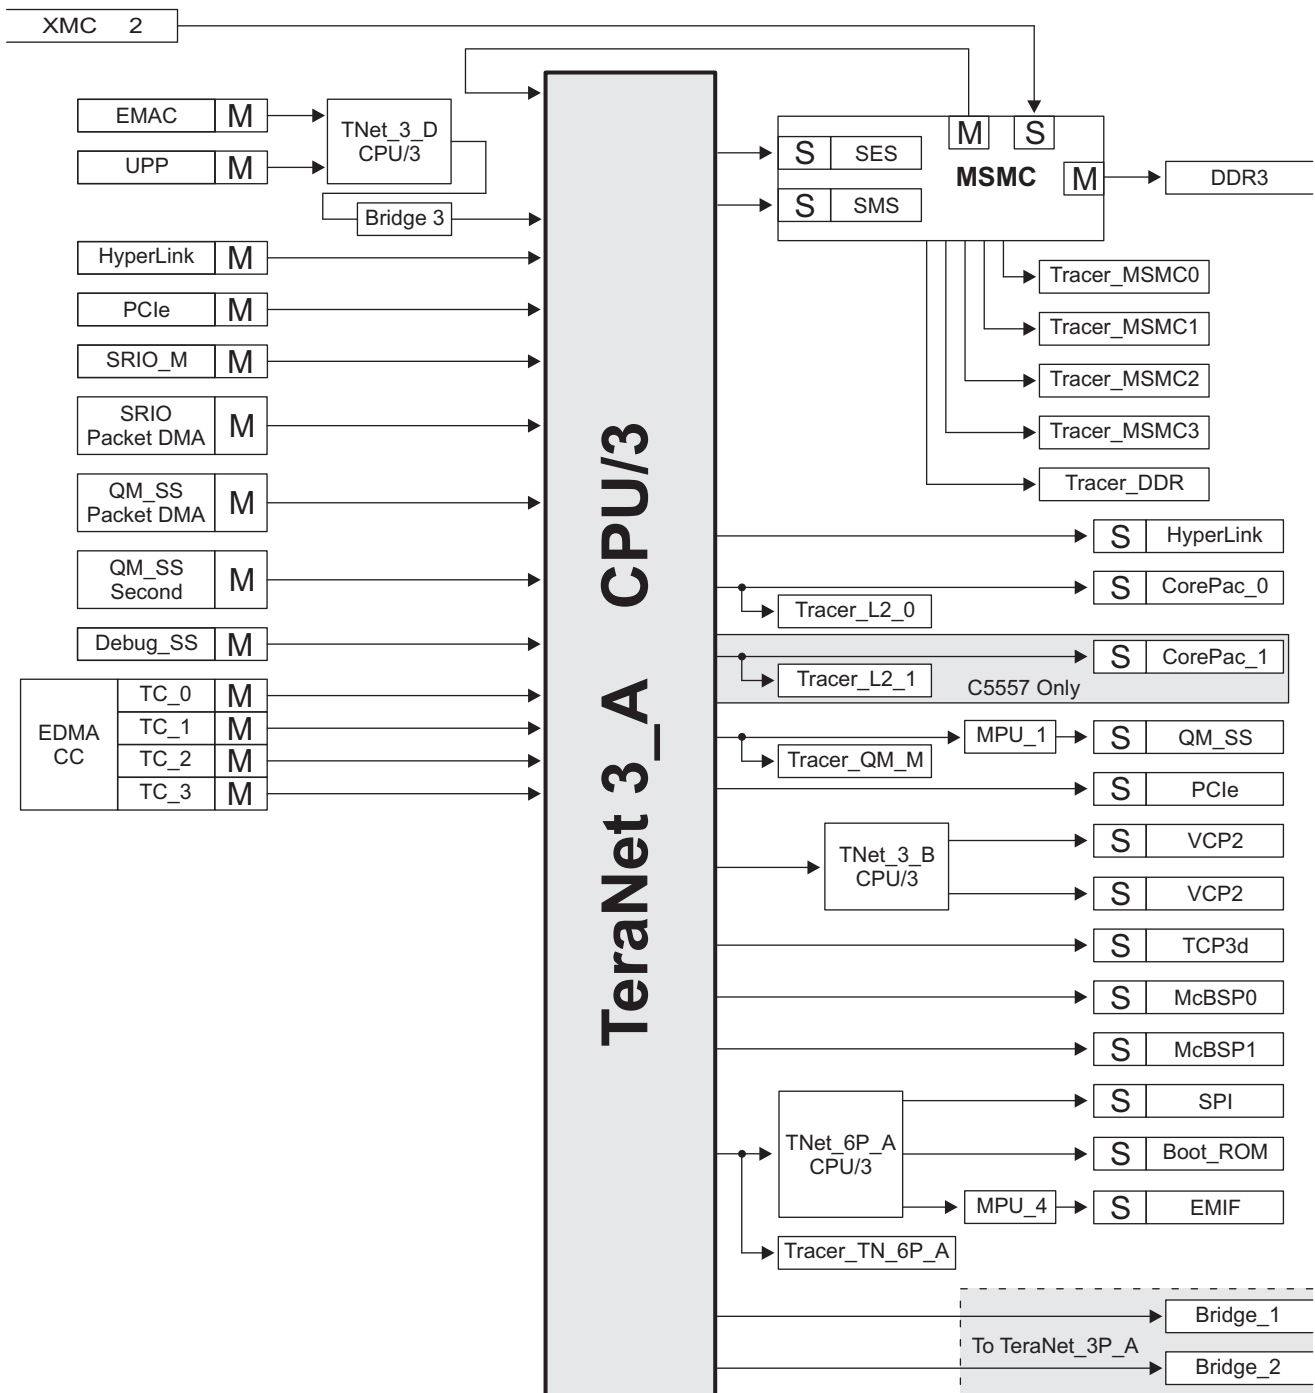 XMC 2
EMAC M
UPP M
TNet_3_D
CPU/3
Bridge 3
HyperLink M
PCIe M
SRIO_M M
SRIO
Packet DMA M
QM_SS
Packet DMA M
QM_SS
Second M
Debug_SS M
EDMA
CC
TC_0 M
TC_1 M
TC_2 M
TC_3 M
TeraNet 3_A CPU/3
S SES
S SMS
M S
MSMC M
DDR3
Tracer_MSMC0
Tracer_MSMC1
Tracer_MSMC2
Tracer_MSMC3
Tracer_DDR
S HyperLink
S CorePac_0
Tracer_L2_0
S CorePac_1
Tracer_L2_1
C5557 Only
MPU_1 S QM_SS
Tracer_QM_M
S PCIe
TNet_3_B
CPU/3
S VCP2
S VCP2
S TCP3d
S McBSP0
S McBSP1
TNet_6P_A
CPU/3
S SPI
S Boot_ROM
MPU_4 S EMIF
Tracer_TN_6P_A
Bridge_1
To TeraNet_3P_A
Bridge_2